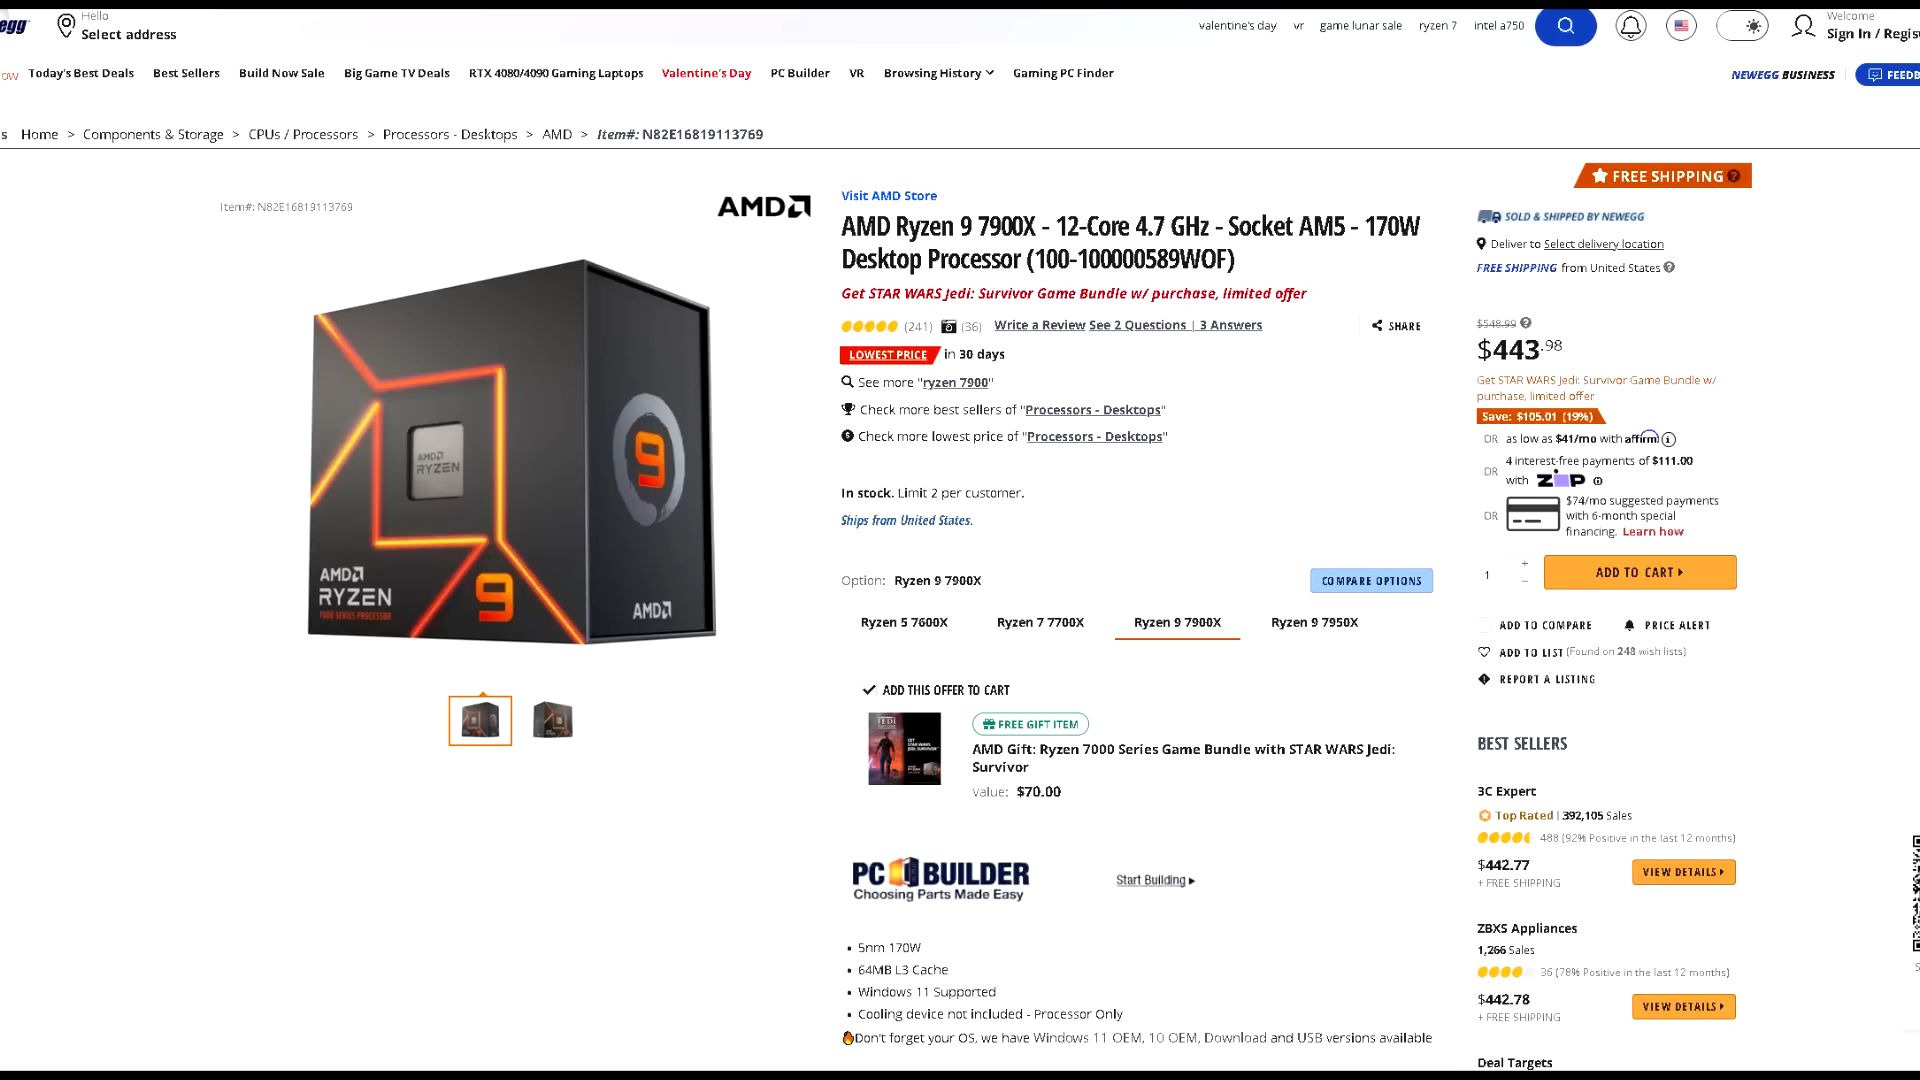 egg
Hello
Select address
valentine's day
vr
game lunar sale
ryzen 7
intel a750
Welcome
Sign In / Regis
Today's Best Deals
Best Sellers
Build Now Sale
Big Game TV Deals
RTX 4080/4090 Gaming Laptops
Valentine's Day
PC Builder
VR
Browsing History
Gaming PC Finder
NEWEGG BUSINESS
FEEDB
s Home > Components & Storage > CPUs / Processors > Processors - Desktops > AMD > Item#: N82E16819113769
Item#: N82E16819113769
AMD
AMD
RYZEN
9
AMD
RYZEN
7000 SERIES PROCESSOR
9
AMD
Visit AMD Store
AMD Ryzen 9 7900X - 12-Core 4.7 GHz - Socket AM5 - 170W
Desktop Processor (100-100000589WOF)
Get STAR WARS Jedi: Survivor Game Bundle w/ purchase, limited offer
(241) (36) Write a Review See 2 Questions | 3 Answers
SHARE
LOWEST PRICE in 30 days
See more "ryzen 7900"
Check more best sellers of "Processors - Desktops"
Check more lowest price of "Processors - Desktops"
In stock. Limit 2 per customer.
Ships from United States.
Option: Ryzen 9 7900X
COMPARE OPTIONS
Ryzen 5 7600X
Ryzen 7 7700X
Ryzen 9 7900X
Ryzen 9 7950X
ADD THIS OFFER TO CART
JEDI
FREE GIFT ITEM
AMD Gift: Ryzen 7000 Series Game Bundle with STAR WARS Jedi:
Survivor
Value: $70.00
PC BUILDER
Choosing Parts Made Easy
Start Building
5nm 170W
64MB L3 Cache
Windows 11 Supported
Cooling device not included - Processor Only
Don't forget your OS, we have Windows 11 OEM, 10 OEM, Download and USB versions available
FREE SHIPPING
SOLD & SHIPPED BY NEWEGG
Deliver to Select delivery location
FREE SHIPPING from United States
$548.99
$443.98
Get STAR WARS Jedi: Survivor Game Bundle w/
purchase, limited offer
Save: $105.01 (19%)
OR as low as $41/mo with affirm
OR 4 interest-free payments of $111.00
with ZIP
OR $74/mo suggested payments
with 6-month special
financing. Learn how
1
+
−
ADD TO CART
ADD TO COMPARE
PRICE ALERT
ADD TO LIST (Found on 248 wish lists)
REPORT A LISTING
BEST SELLERS
3C Expert
Top Rated | 392,105 Sales
488 (92% Positive in the last 12 months)
$442.77
+ FREE SHIPPING
VIEW DETAILS
ZBXS Appliances
1,266 Sales
36 (78% Positive in the last 12 months)
$442.78
+ FREE SHIPPING
VIEW DETAILS
Deal Targets